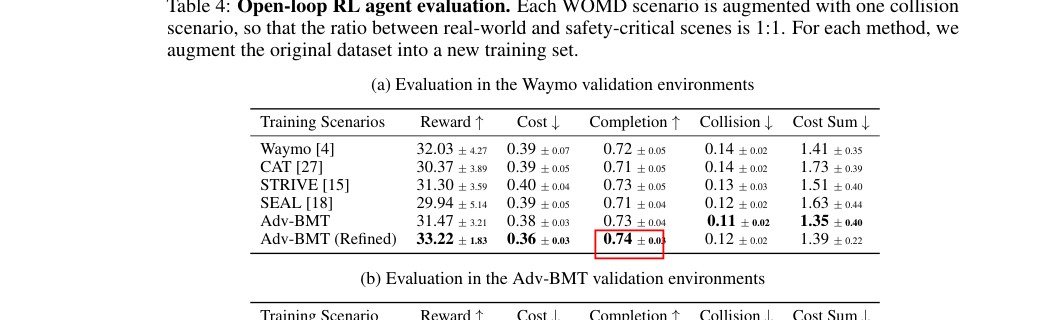 Table 4: Open-loop RL agent evaluation. Each WOMD scenario is augmented with one collision
scenario, so that the ratio between real-world and safety-critical scenes is 1:1. For each method, we
augment the original dataset into a new training set.
(a) Evaluation in the Waymo validation environments
Training Scenarios Reward ↑ Cost ↓ Completion ↑ Collision ↓ Cost Sum ↓
Waymo [4] 32.03 ± 4.27 0.39 ± 0.07 0.72 ± 0.05 0.14 ± 0.02 1.41 ± 0.35
CAT [27] 30.37 ± 3.89 0.39 ± 0.05 0.71 ± 0.05 0.14 ± 0.02 1.73 ± 0.39
STRIVE [15] 31.30 ± 3.59 0.40 ± 0.04 0.73 ± 0.05 0.13 ± 0.03 1.51 ± 0.40
SEAL [18] 29.94 ± 5.14 0.39 ± 0.05 0.71 ± 0.04 0.12 ± 0.02 1.63 ± 0.44
Adv-BMT 31.47 ± 3.21 0.38 ± 0.03 0.73 ± 0.04 0.11 ± 0.02 1.35 ± 0.40
Adv-BMT (Refined) 33.22 ± 1.83 0.36 ± 0.03 0.74 ± 0.03 0.12 ± 0.02 1.39 ± 0.22
(b) Evaluation in the Adv-BMT validation environments
Training Scenario Reward ↑ Cost ↓ Completion ↑ Collision ↓ Cost Sum ↓